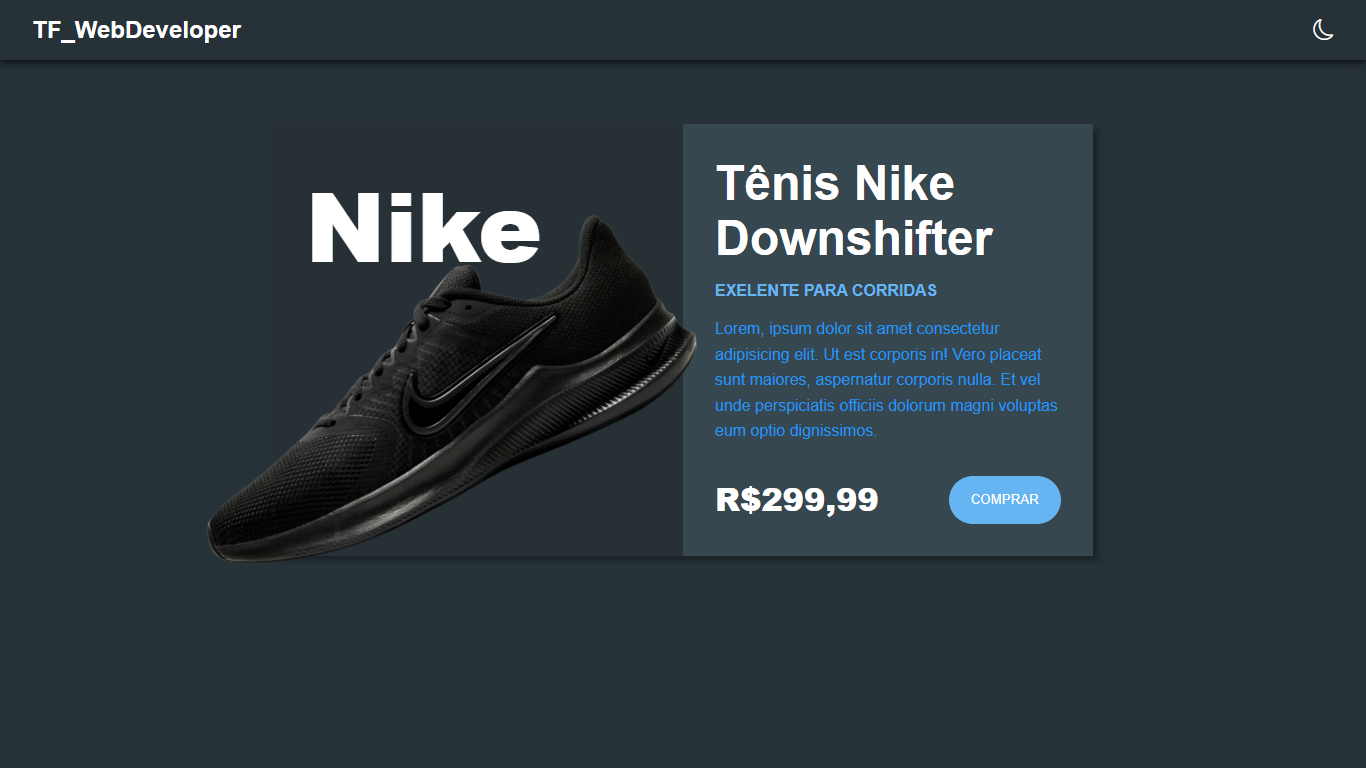 TF_WebDeveloper
Nike
Tênis Nike
Downshifter
EXELENTE PARA CORRIDAS
Lorem, ipsum dolor sit amet consectetur
adipisicing elit. Ut est corporis in! Vero placeat
sunt maiores, aspernatur corporis nulla. Et vel
unde perspiciatis officiis dolorum magni voluptas
eum optio dignissimos.
R$299,99
COMPRAR